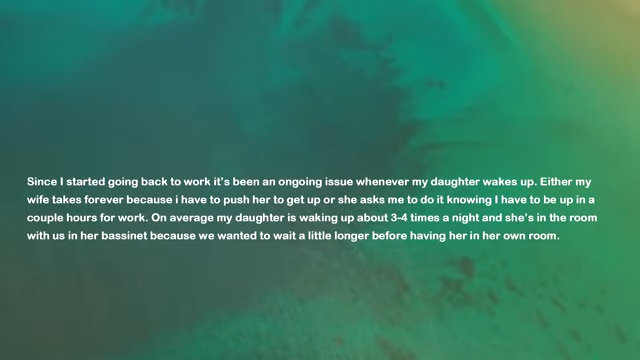 Since I started going back to work it's been an ongoing issue whenever my daughter wakes up. Either my
wife takes forever because i have to push her to get up or she asks me to do it knowing I have to be up in a
couple hours for work. On average my daughter is waking up about 3-4 times a night and she's in the room
with us in her bassinet because we wanted to wait a little longer before having her in her own room.